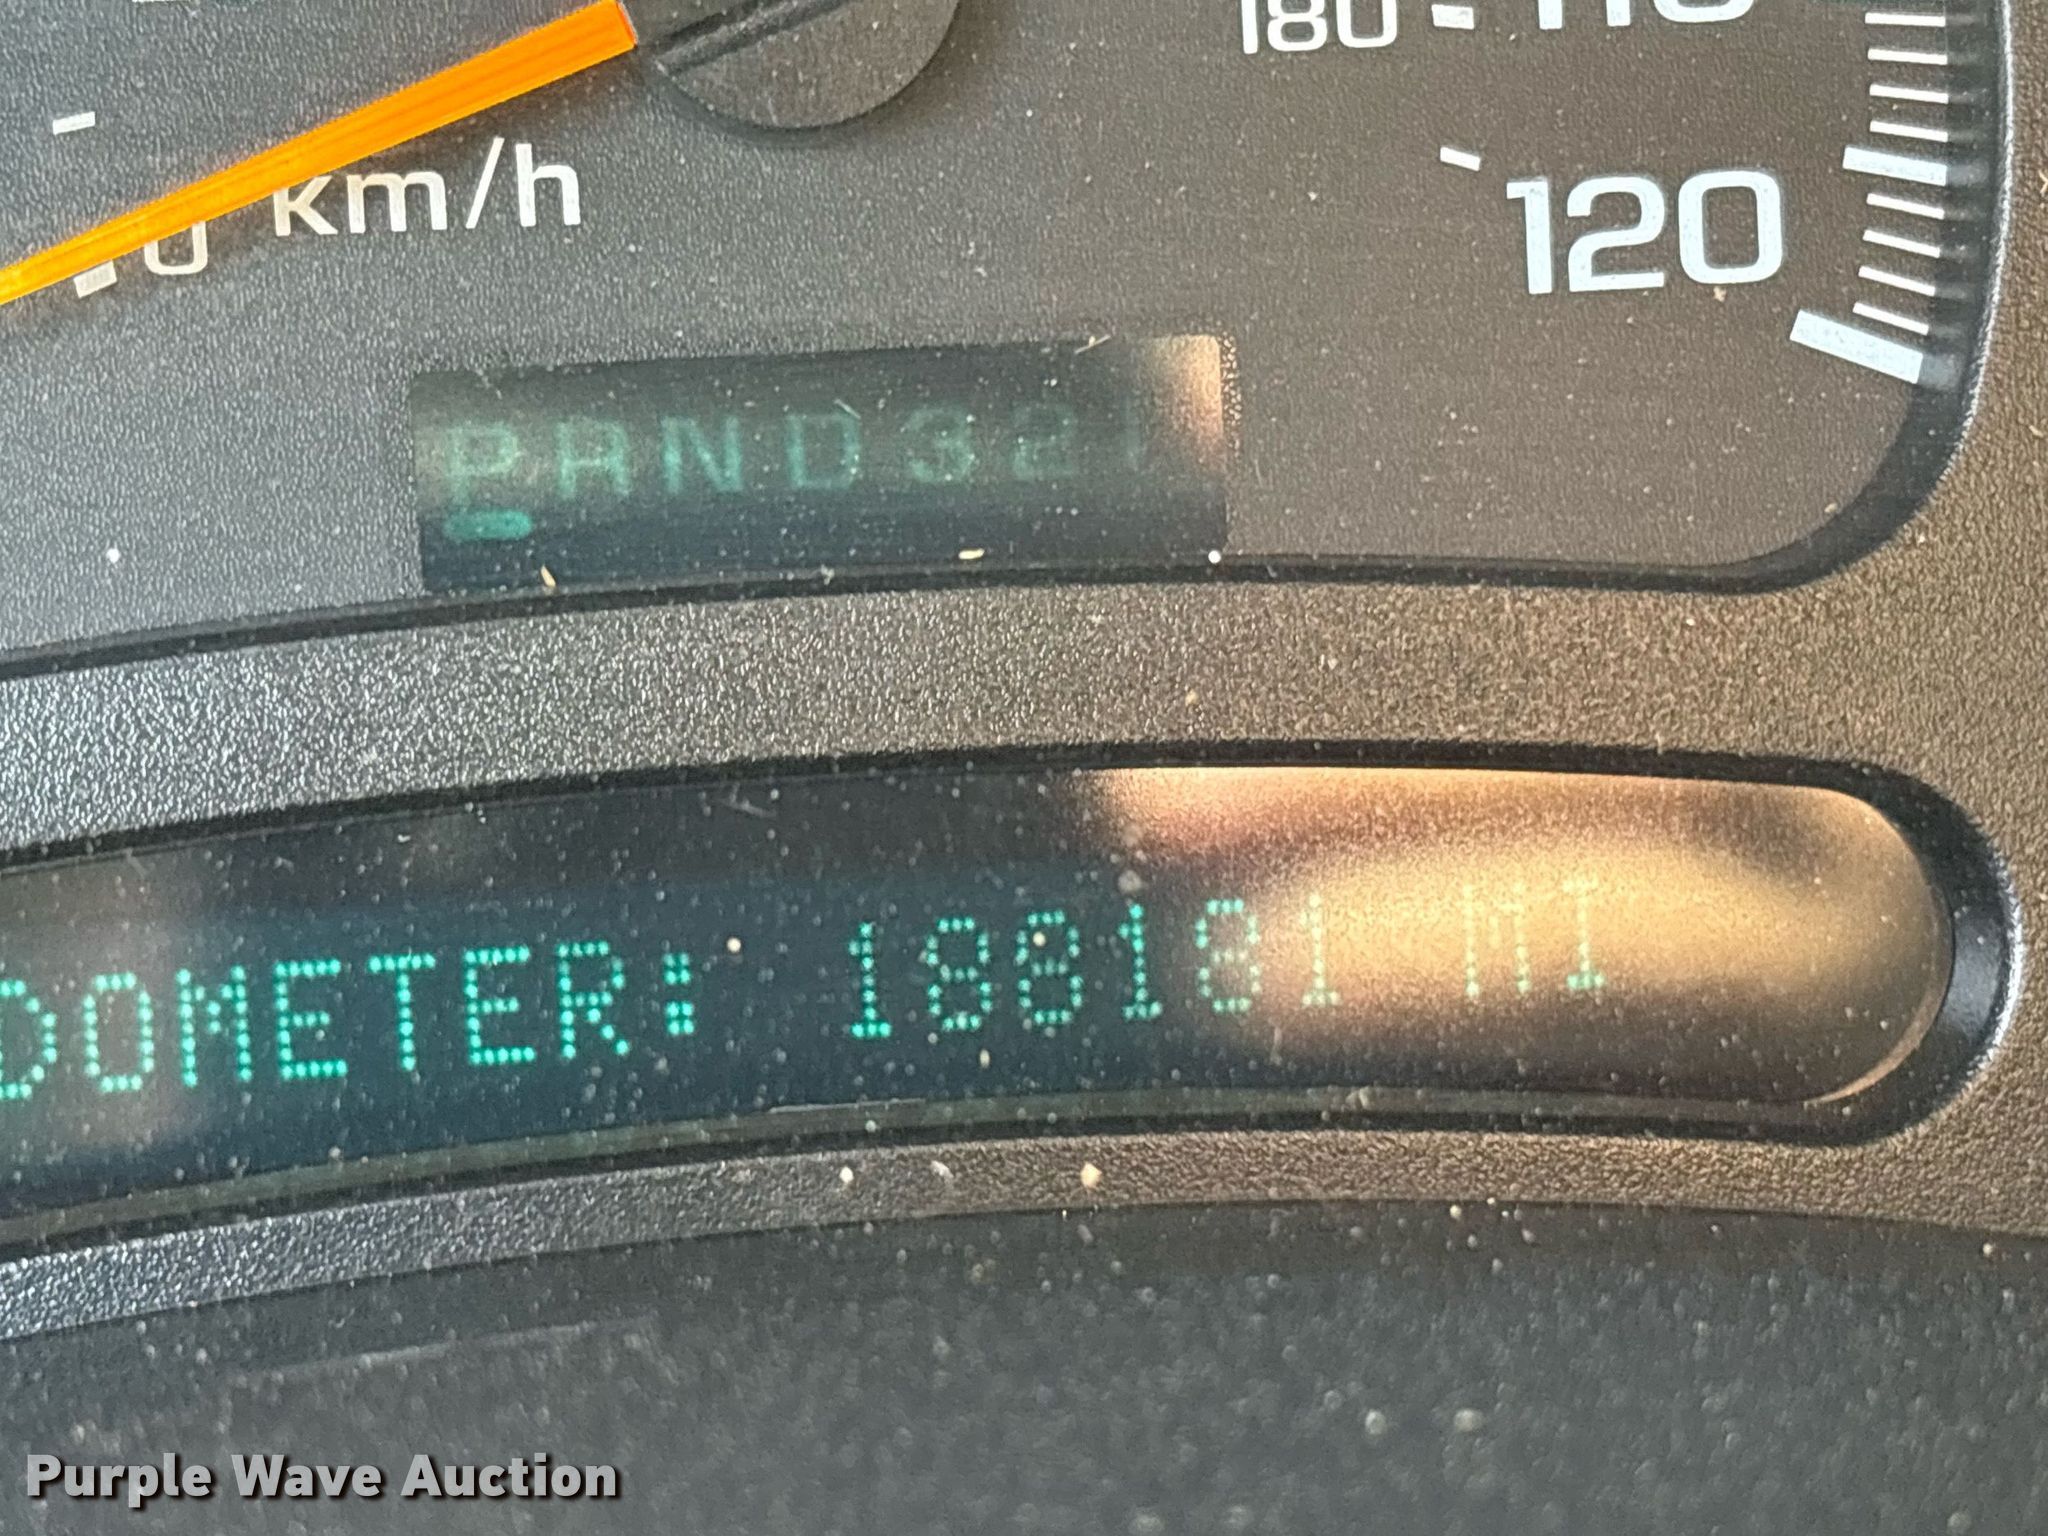 180
km/h
120
PRND321
DOMETER: 188181 MI
Purple Wave Auction